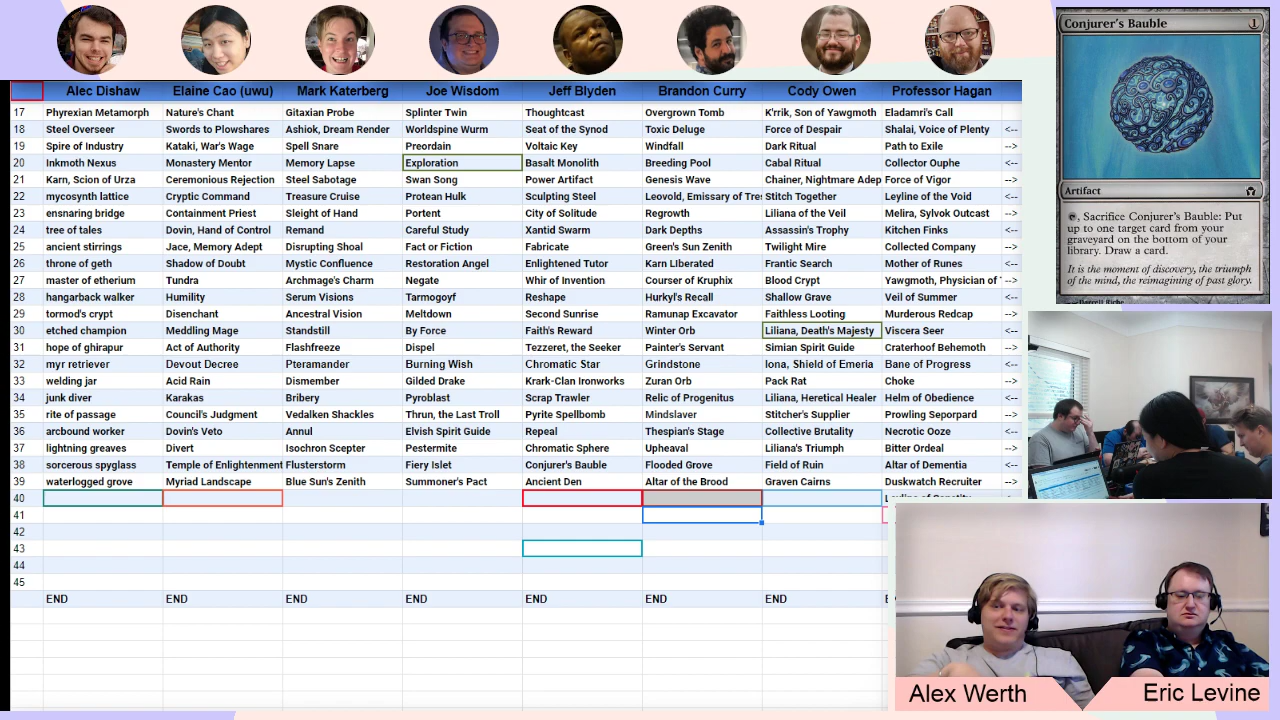 Alec Dishaw Elaine Cao (uwu) Mark Katerberg Joe Wisdom Jeff Blyden Brandon Curry Cody Owen Professor Hagan
17 Phyrexian Metamorph Nature's Chant Gitaxian Probe Splinter Twin Thoughtcast Overgrown Tomb K'rrik, Son of Yawgmoth Eladamri's Call
18 Steel Overseer Swords to Plowshares Ashiok, Dream Render Worldspine Wurm Seat of the Synod Toxic Deluge Force of Despair Shalai, Voice of Plenty <--
19 Spire of Industry Kataki, War's Wage Spell Snare Preordain Voltaic Key Windfall Dark Ritual Path to Exile -->
20 Inkmoth Nexus Monastery Mentor Memory Lapse Exploration Basalt Monolith Breeding Pool Cabal Ritual Collector Ouphe <--
21 Karn, Scion of Urza Ceremonious Rejection Steel Sabotage Swan Song Power Artifact Genesis Wave Chainer, Nightmare Adep Force of Vigor -->
22 mycosynth lattice Cryptic Command Treasure Cruise Protean Hulk Sculpting Steel Leovold, Emissary of Tres Stitch Together Leyline of the Void <--
23 ensnaring bridge Containment Priest Sleight of Hand Portent City of Solitude Regrowth Liliana of the Veil Melira, Sylvok Outcast -->
24 tree of tales Dovin, Hand of Control Remand Careful Study Xantid Swarm Dark Depths Assassin's Trophy Kitchen Finks <--
25 ancient stirrings Jace, Memory Adept Disrupting Shoal Fact or Fiction Fabricate Green's Sun Zenith Twilight Mire Collected Company -->
26 throne of geth Shadow of Doubt Mystic Confluence Restoration Angel Enlightened Tutor Karn LIberated Frantic Search Mother of Runes <--
27 master of etherium Tundra Archmage's Charm Negate Whir of Invention Courser of Kruphix Blood Crypt Yawgmoth, Physician of -->
28 hangarback walker Humility Serum Visions Tarmogoyf Reshape Hurkyl's Recall Shallow Grave Veil of Summer <--
29 tormod's crypt Disenchant Ancestral Vision Meltdown Second Sunrise Ramunap Excavator Faithless Looting Murderous Redcap -->
30 etched champion Meddling Mage Standstill By Force Faith's Reward Winter Orb Liliana, Death's Majesty Viscera Seer <--
31 hope of ghirapur Act of Authority Flashfreeze Dispel Tezzeret, the Seeker Painter's Servant Simian Spirit Guide Craterhoof Behemoth -->
32 myr retriever Devout Decree Pteramander Burning Wish Chromatic Star Grindstone Iona, Shield of Emeria Bane of Progress <--
33 welding jar Acid Rain Dismember Gilded Drake Krark-Clan Ironworks Zuran Orb Pack Rat Choke -->
34 junk diver Karakas Bribery Pyroblast Scrap Trawler Relic of Progenitus Liliana, Heretical Healer Helm of Obedience <--
35 rite of passage Council's Judgment Vedalken Shackles Thrun, the Last Troll Pyrite Spellbomb Mindslaver Stitcher's Supplier Prowling Seporpard -->
36 arcbound worker Dovin's Veto Annul Elvish Spirit Guide Repeal Thespian's Stage Collective Brutality Necrotic Ooze <--
37 lightning greaves Divert Isochron Scepter Pestermite Chromatic Sphere Upheaval Liliana's Triumph Bitter Ordeal -->
38 sorcerous spyglass Temple of Enlightenment Flusterstorm Fiery Islet Conjurer's Bauble Flooded Grove Field of Ruin Altar of Dementia <--
39 waterlogged grove Myriad Landscape Blue Sun's Zenith Summoner's Pact Ancient Den Altar of the Brood Graven Cairns Duskwatch Recruiter -->
40
41
42
43
44
45
END END END END END END END
Conjurer's Bauble 1
Artifact
, Sacrifice Conjurer's Bauble: Put
up to one target card from your
graveyard on the bottom of your
library. Draw a card.
It is the moment of discovery, the triumph
of the mind, the reimagining of past glory.
Alex Werth Eric Levine